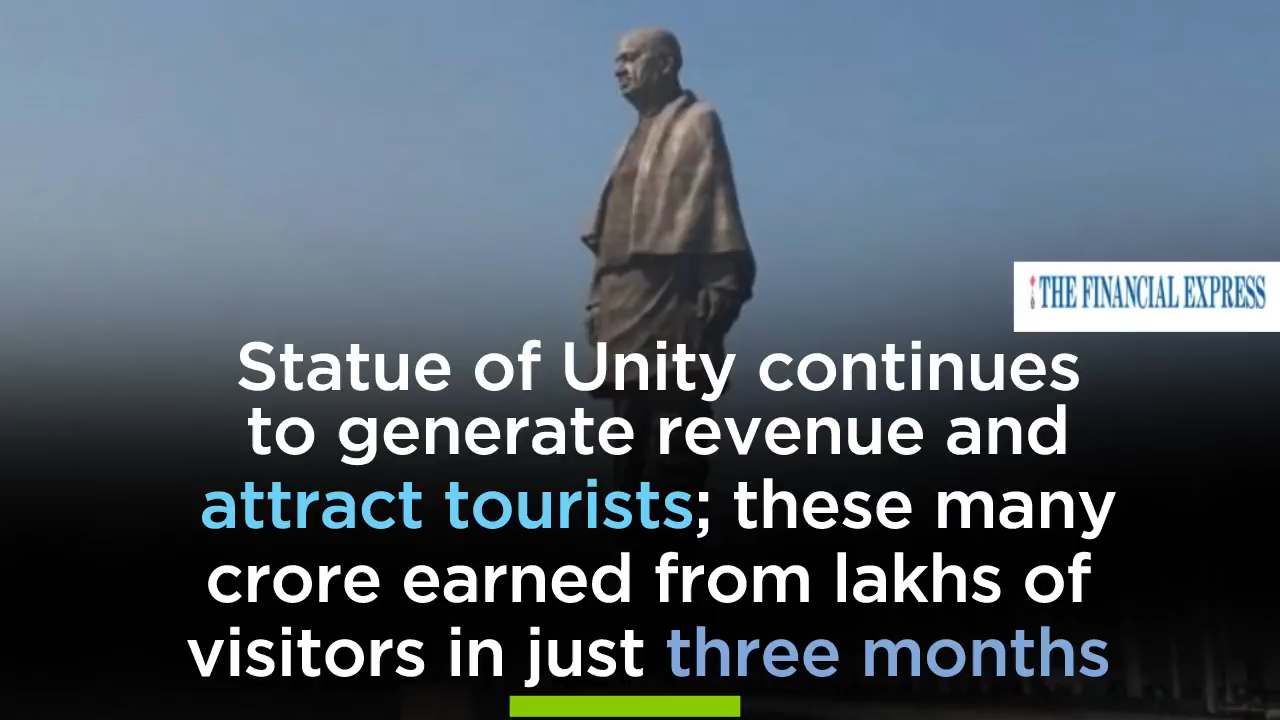 THE FINANCIAL EXPRESS
Statue of Unity continues
to generate revenue and
attract tourists; these many
crore earned from lakhs of
visitors in just three months